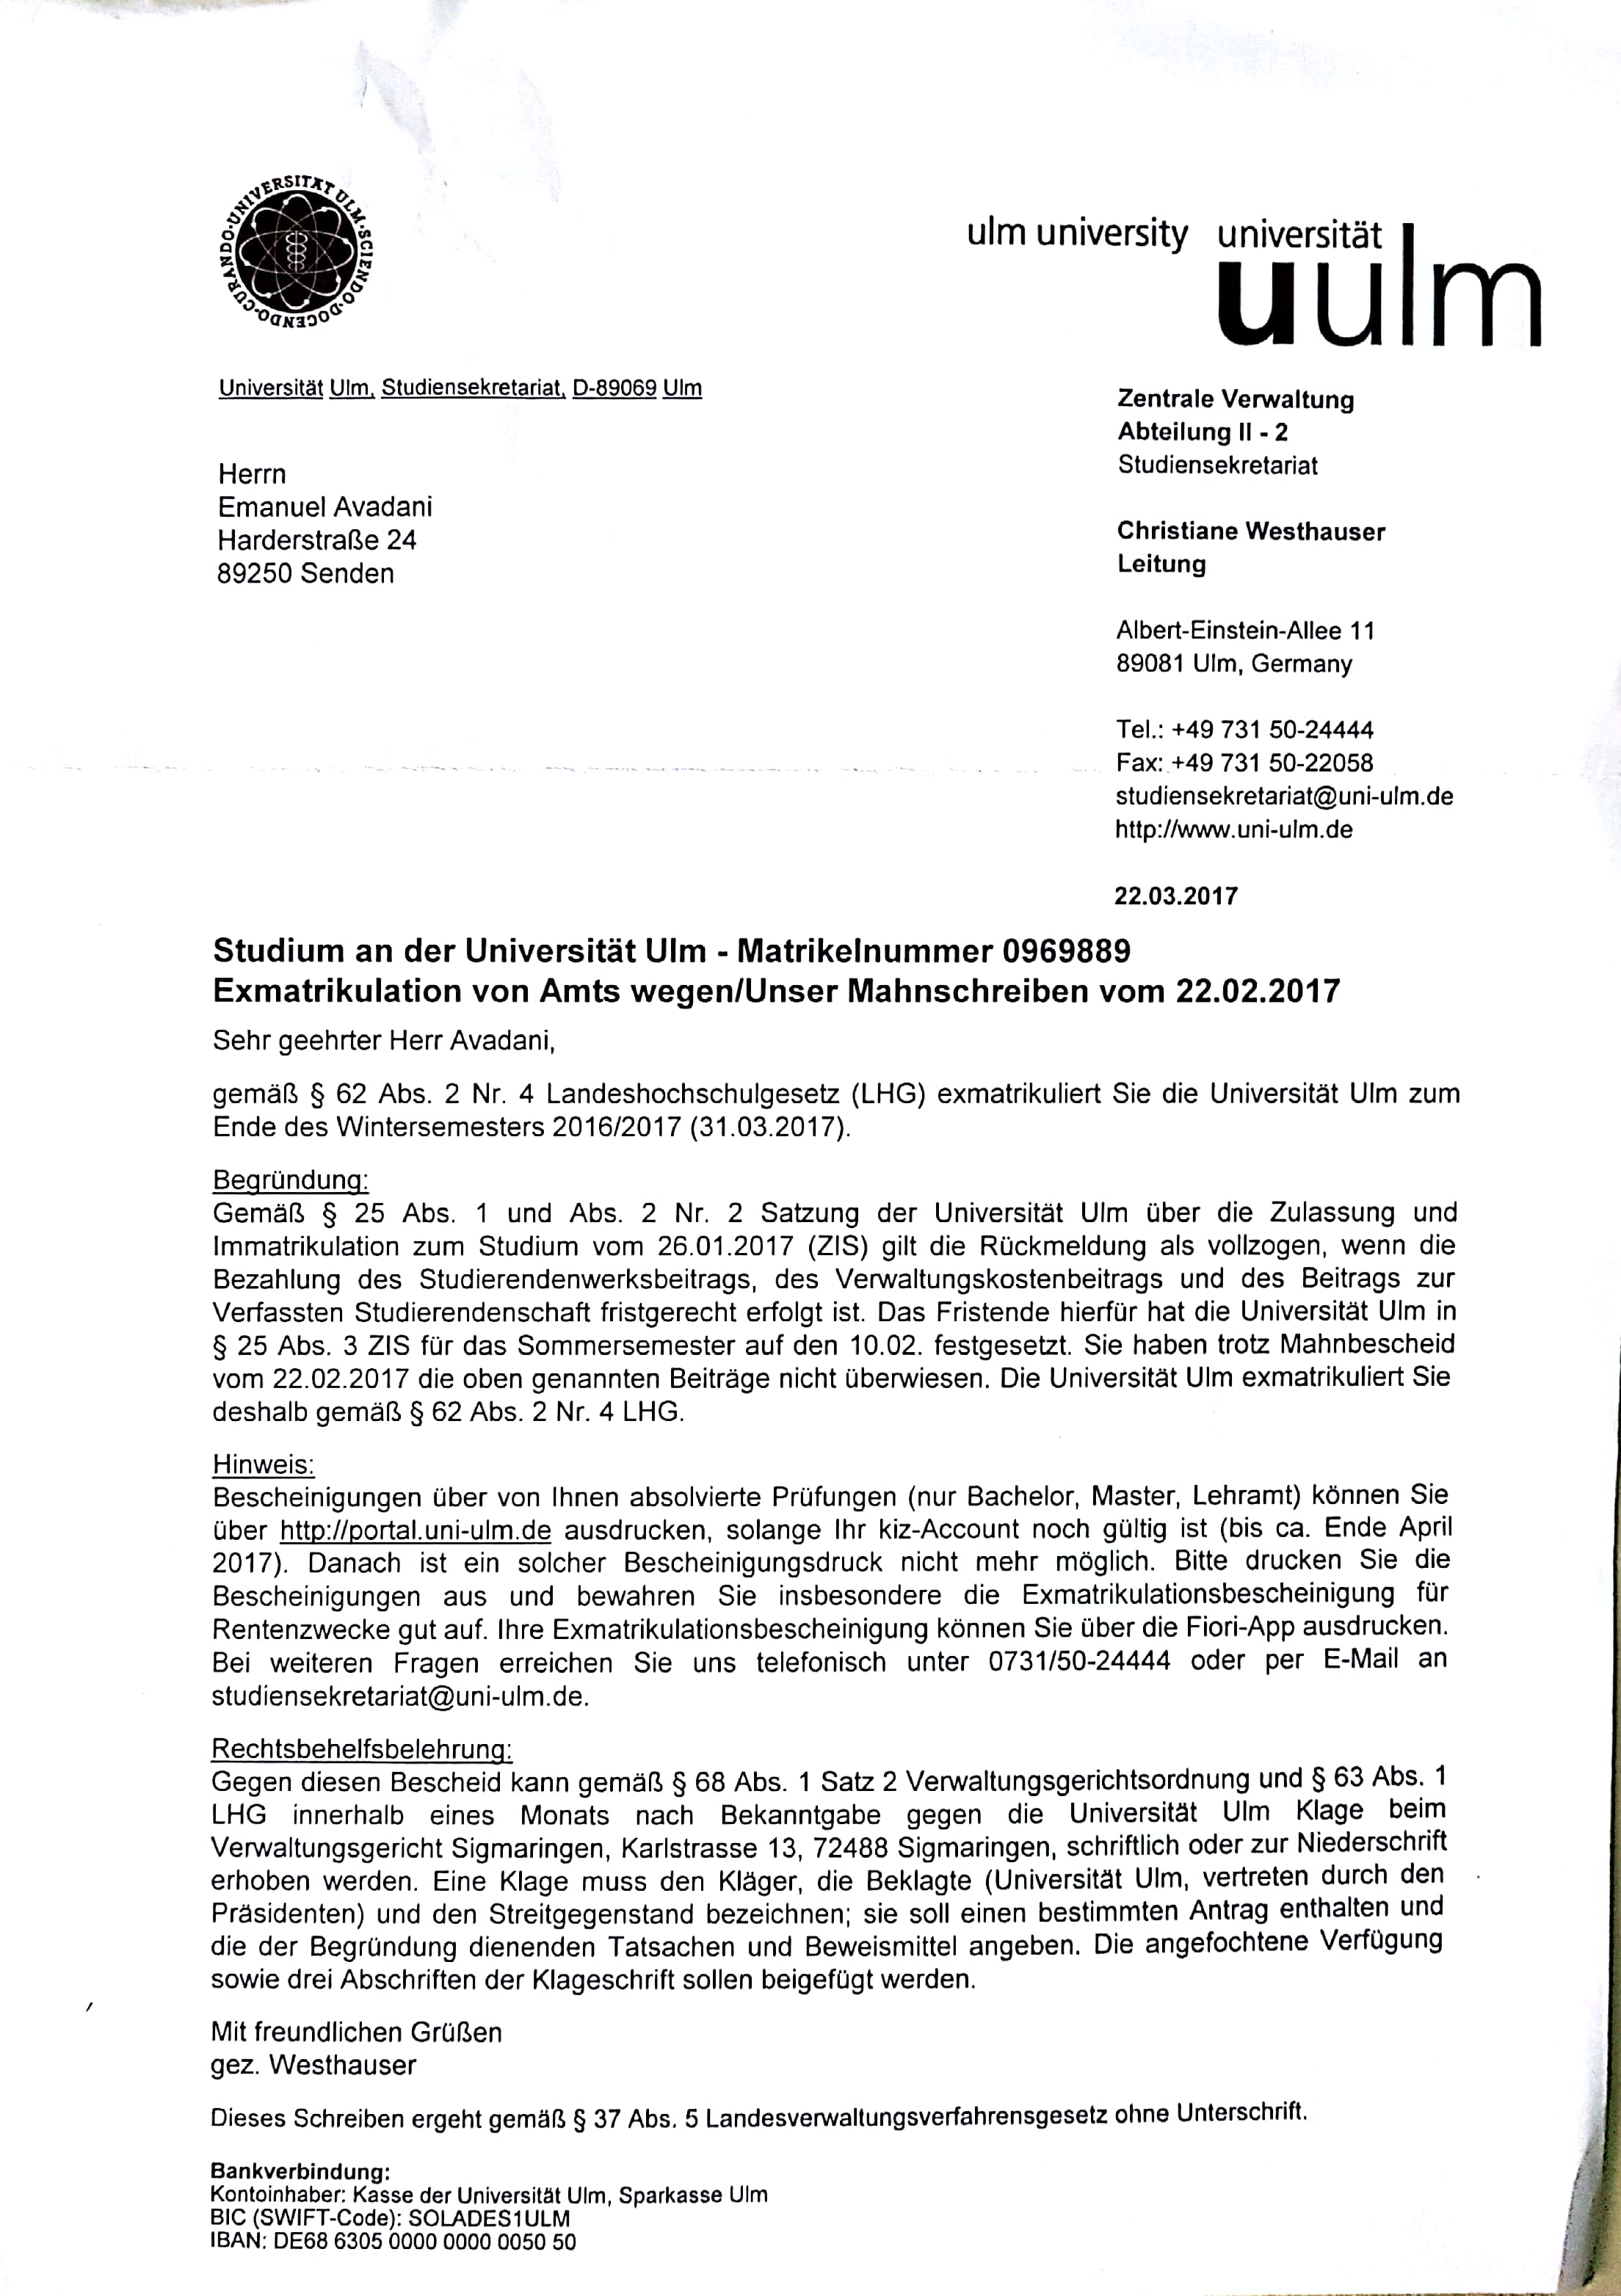 CURANDO·UNIVERSITÄT ULM·SCIENDO·DOCENDO·
ulm university universität
uulm
Universität Ulm, Studiensekretariat, D-89069 Ulm
Herrn
Emanuel Avadani
Harderstraße 24
89250 Senden
Zentrale Verwaltung
Abteilung II - 2
Studiensekretariat
Christiane Westhauser
Leitung
Albert-Einstein-Allee 11
89081 Ulm, Germany
Tel.: +49 731 50-24444
Fax: +49 731 50-22058
studiensekretariat@uni-ulm.de
http://www.uni-ulm.de
22.03.2017
Studium an der Universität Ulm - Matrikelnummer 0969889
Exmatrikulation von Amts wegen/Unser Mahnschreiben vom 22.02.2017
Sehr geehrter Herr Avadani,
gemäß § 62 Abs. 2 Nr. 4 Landeshochschulgesetz (LHG) exmatrikuliert Sie die Universität Ulm zum
Ende des Wintersemesters 2016/2017 (31.03.2017).
Begründung:
Gemäß § 25 Abs. 1 und Abs. 2 Nr. 2 Satzung der Universität Ulm über die Zulassung und
Immatrikulation zum Studium vom 26.01.2017 (ZIS) gilt die Rückmeldung als vollzogen, wenn die
Bezahlung des Studierendenwerksbeitrags, des Verwaltungskostenbeitrags und des Beitrags zur
Verfassten Studierendenschaft fristgerecht erfolgt ist. Das Fristende hierfür hat die Universität Ulm in
§ 25 Abs. 3 ZIS für das Sommersemester auf den 10.02. festgesetzt. Sie haben trotz Mahnbescheid
vom 22.02.2017 die oben genannten Beiträge nicht überwiesen. Die Universität Ulm exmatrikuliert Sie
deshalb gemäß § 62 Abs. 2 Nr. 4 LHG.
Hinweis:
Bescheinigungen über von Ihnen absolvierte Prüfungen (nur Bachelor, Master, Lehramt) können Sie
über http://portal.uni-ulm.de ausdrucken, solange Ihr kiz-Account noch gültig ist (bis ca. Ende April
2017). Danach ist ein solcher Bescheinigungsdruck nicht mehr möglich. Bitte drucken Sie die
Bescheinigungen aus und bewahren Sie insbesondere die Exmatrikulationsbescheinigung für
Rentenzwecke gut auf. Ihre Exmatrikulationsbescheinigung können Sie über die Fiori-App ausdrucken.
Bei weiteren Fragen erreichen Sie uns telefonisch unter 0731/50-24444 oder per E-Mail an
studiensekretariat@uni-ulm.de.
Rechtsbehelfsbelehrung:
Gegen diesen Bescheid kann gemäß § 68 Abs. 1 Satz 2 Verwaltungsgerichtsordnung und § 63 Abs. 1
LHG innerhalb eines Monats nach Bekanntgabe gegen die Universität Ulm Klage beim
Verwaltungsgericht Sigmaringen, Karlstrasse 13, 72488 Sigmaringen, schriftlich oder zur Niederschrift
erhoben werden. Eine Klage muss den Kläger, die Beklagte (Universität Ulm, vertreten durch den
Präsidenten) und den Streitgegenstand bezeichnen; sie soll einen bestimmten Antrag enthalten und
die der Begründung dienenden Tatsachen und Beweismittel angeben. Die angefochtene Verfügung
sowie drei Abschriften der Klageschrift sollen beigefügt werden.
Mit freundlichen Grüßen
gez. Westhauser
Dieses Schreiben ergeht gemäß § 37 Abs. 5 Landesverwaltungsverfahrensgesetz ohne Unterschrift.
Bankverbindung:
Kontoinhaber: Kasse der Universität Ulm, Sparkasse Ulm
BIC (SWIFT-Code): SOLADES1ULM
IBAN: DE68 6305 0000 0000 0050 50